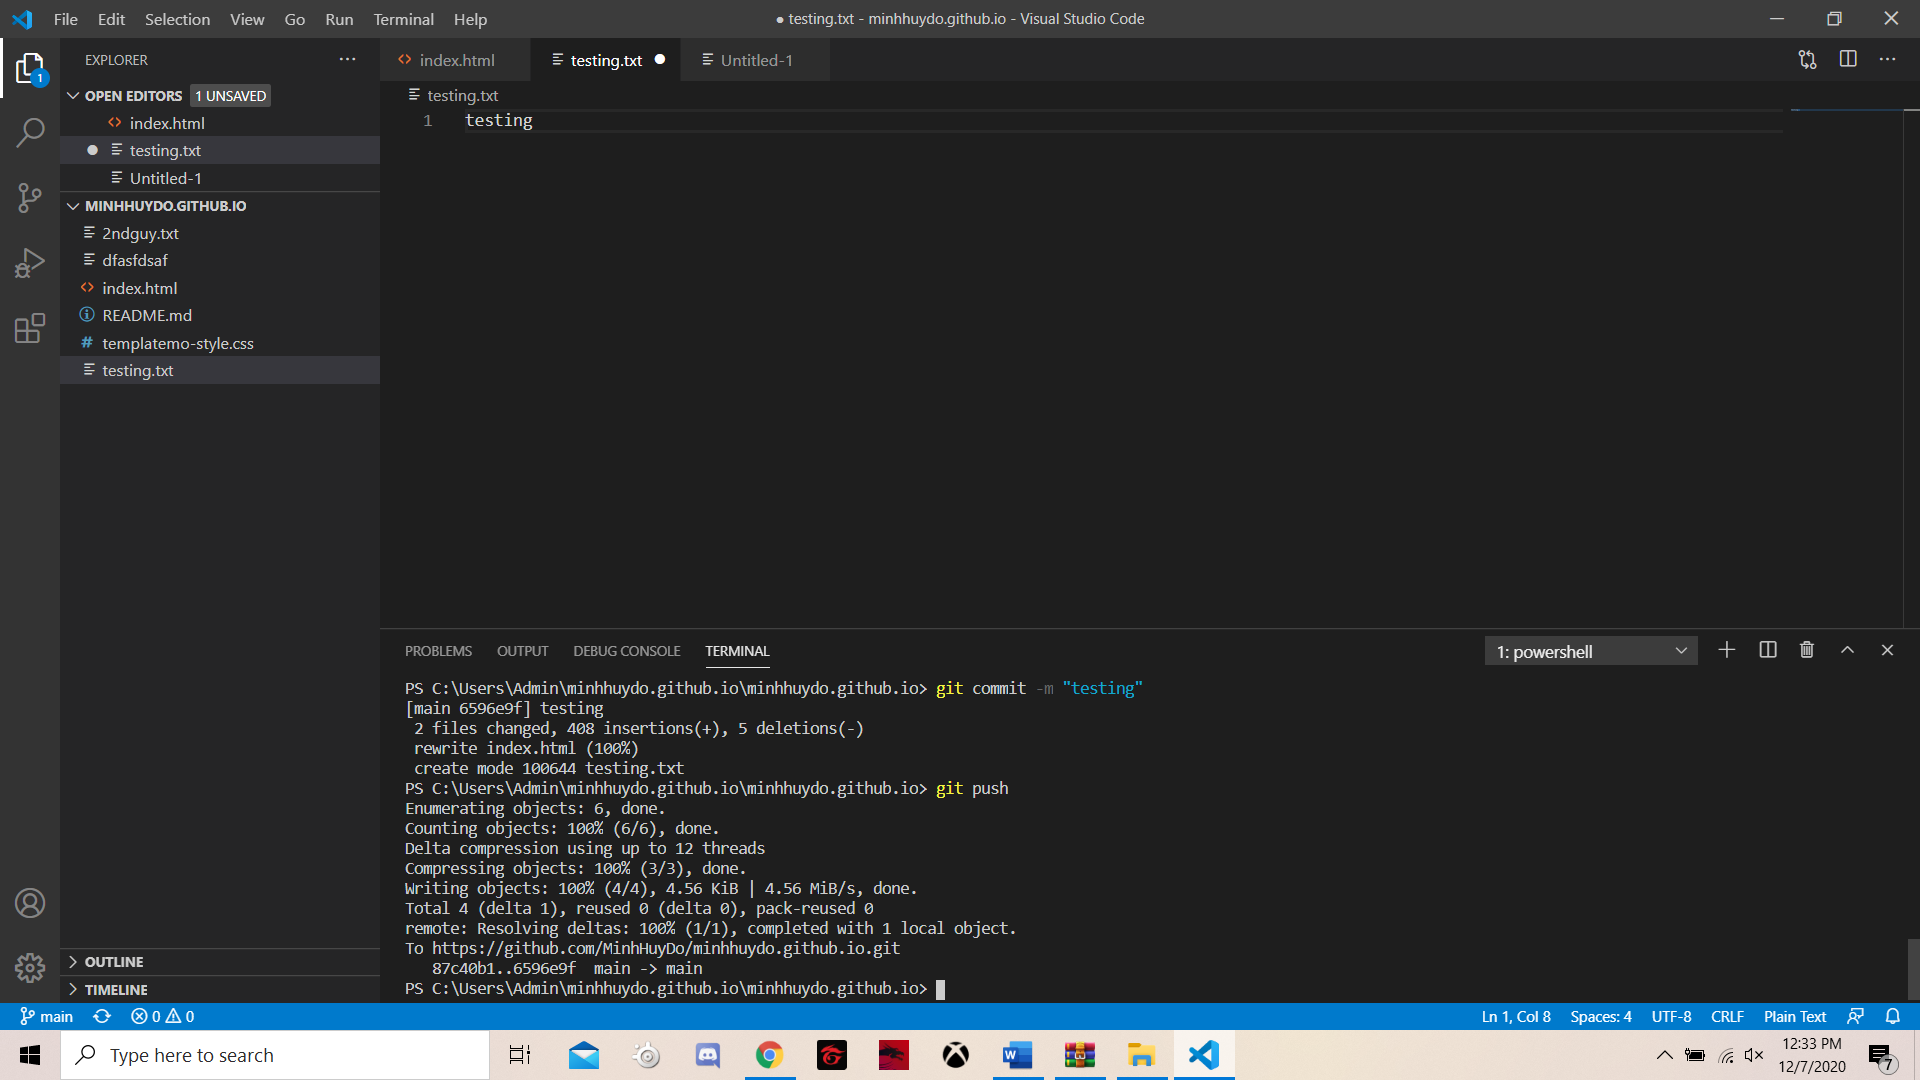 File Edit Selection View Go Run Terminal Help
● testing.txt - minhhuydo.github.io - Visual Studio Code
EXPLORER
1
OPEN EDITORS 1 UNSAVED
index.html
testing.txt
Untitled-1
MINHHUYDO.GITHUB.IO
2ndguy.txt
dfasfdsaf
index.html
README.md
templatemo-style.css
testing.txt
OUTLINE
TIMELINE
index.html testing.txt Untitled-1
testing.txt
1 testing
PROBLEMS OUTPUT DEBUG CONSOLE TERMINAL 1: powershell
PS C:\Users\Admin\minhhuydo.github.io\minhhuydo.github.io> git commit -m "testing"
[main 6596e9f] testing
2 files changed, 408 insertions(+), 5 deletions(-)
rewrite index.html (100%)
create mode 100644 testing.txt
PS C:\Users\Admin\minhhuydo.github.io\minhhuydo.github.io> git push
Enumerating objects: 6, done.
Counting objects: 100% (6/6), done.
Delta compression using up to 12 threads
Compressing objects: 100% (3/3), done.
Writing objects: 100% (4/4), 4.56 KiB | 4.56 MiB/s, done.
Total 4 (delta 1), reused 0 (delta 0), pack-reused 0
remote: Resolving deltas: 100% (1/1), completed with 1 local object.
To https://github.com/MinhHuyDo/minhhuydo.github.io.git
87c40b1..6596e9f main -> main
PS C:\Users\Admin\minhhuydo.github.io\minhhuydo.github.io>
main 0 0 Ln 1, Col 8 Spaces: 4 UTF-8 CRLF Plain Text
Type here to search
W
12:33 PM
12/7/2020
7